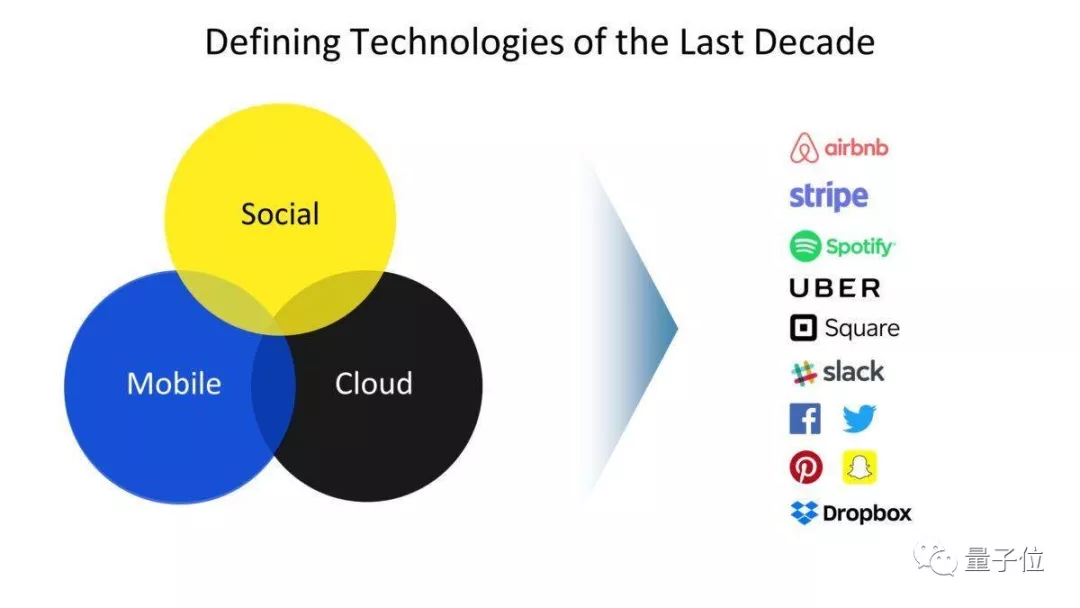 Defining Technologies of the Last Decade
Social
Mobile
Cloud
airbnb
stripe
Spotify
UBER
Square
slack
Dropbox
量子位